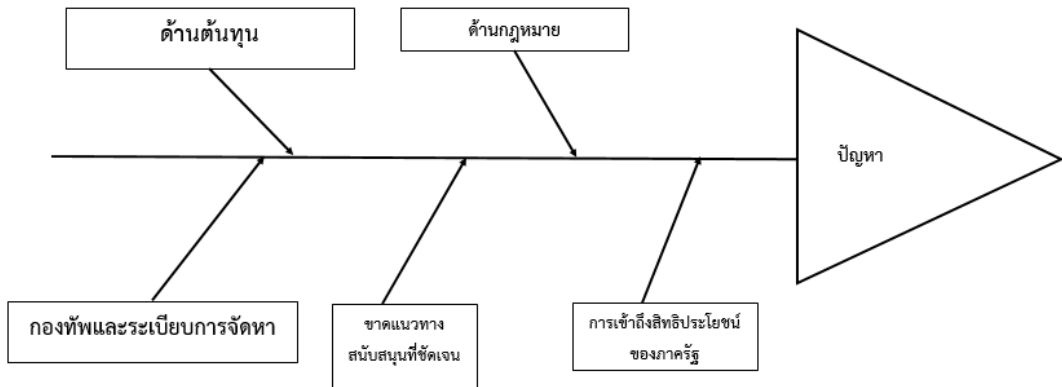 ด้านต้นทุน
ด้านกฎหมาย
ปัญหา
กองทัพและระเบียบการจัดหา
ขาดแนวทาง
สนับสนุนที่ชัดเจน
การเข้าถึงสิทธิประโยชน์
ของภาครัฐ